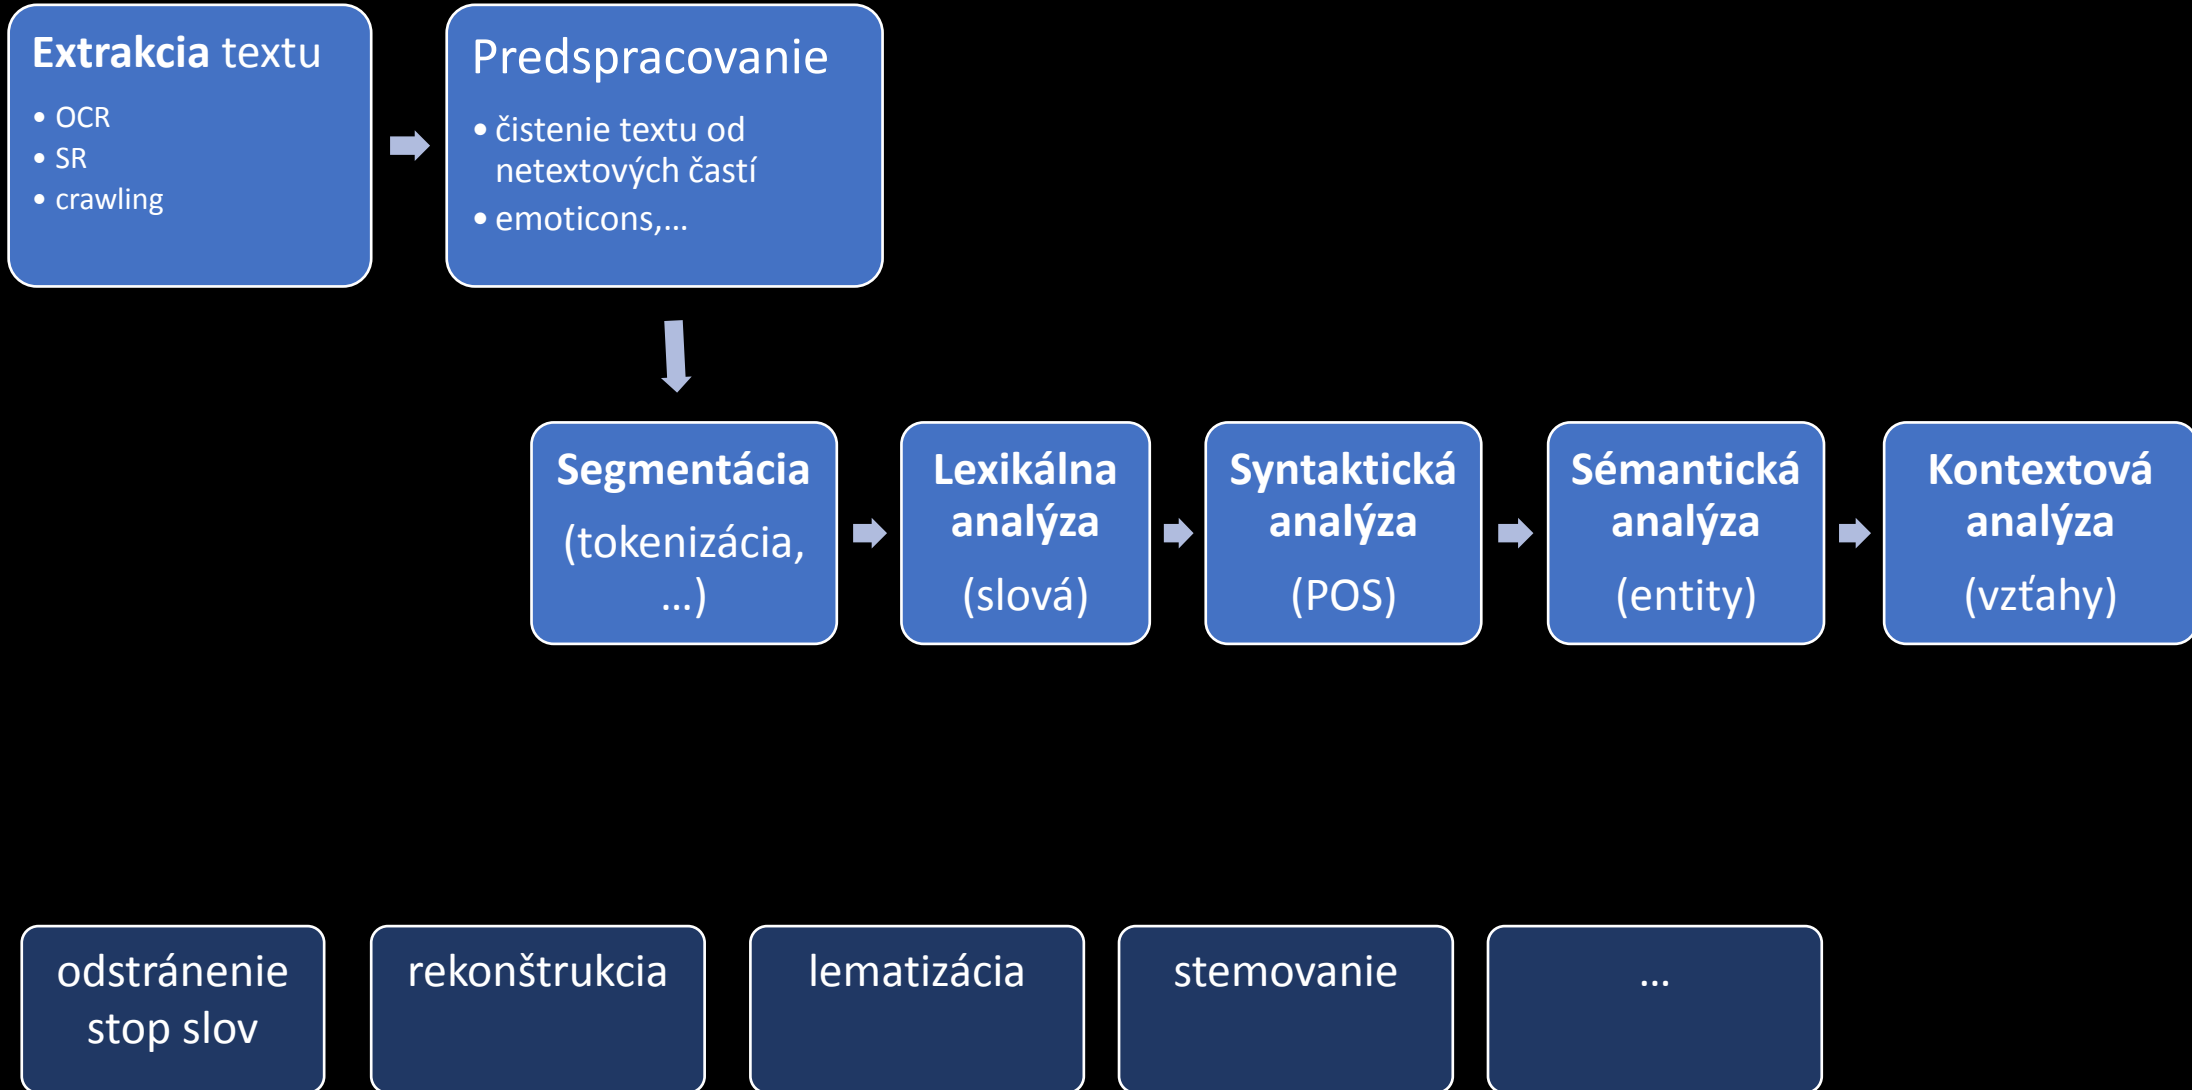 Extrakcia textu
• OCR
• SR
• crawling
Predspracovanie
• čistenie textu od
netextových častí
• emoticons,...
Segmentácia
(tokenizácia,
...)
Lexikálna
analýza
(slová)
Syntaktická
analýza
(POS)
Sémantická
analýza
(entity)
Kontextová
analýza
(vzťahy)
odstránenie
stop slov
rekonštrukcia
lematizácia
stemovanie
...